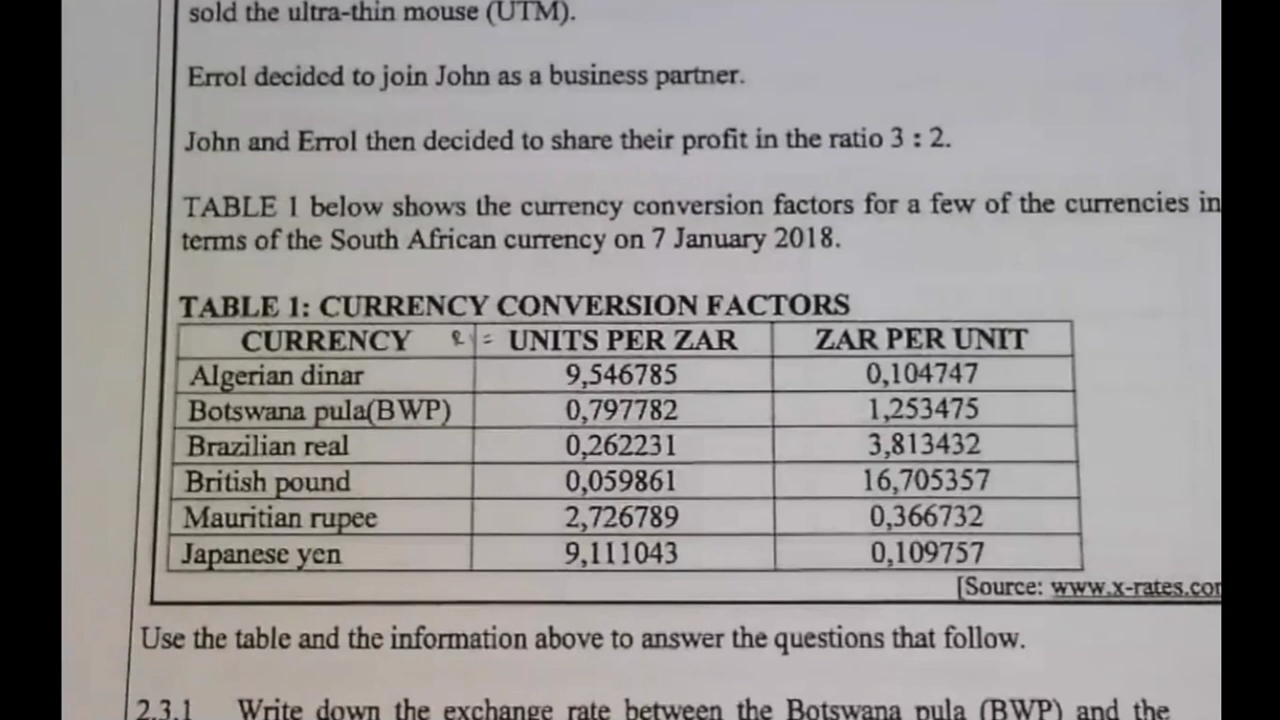 sold the ultra-thin mouse (UTM).
Errol decided to join John as a business partner.
John and Errol then decided to share their profit in the ratio 3 : 2.
TABLE 1 below shows the currency conversion factors for a few of the currencies in
terms of the South African currency on 7 January 2018.
TABLE 1: CURRENCY CONVERSION FACTORS
CURRENCY = UNITS PER ZAR ZAR PER UNIT
Algerian dinar 9,546785 0,104747
Botswana pula(BWP) 0,797782 1,253475
Brazilian real 0,262231 3,813432
British pound 0,059861 16,705357
Mauritian rupee 2,726789 0,366732
Japanese yen 9,111043 0,109757
[Source: www.x-rates.com
Use the table and the information above to answer the questions that follow.
2.3.1 Write down the exchange rate between the Botswana pula (BWP) and the